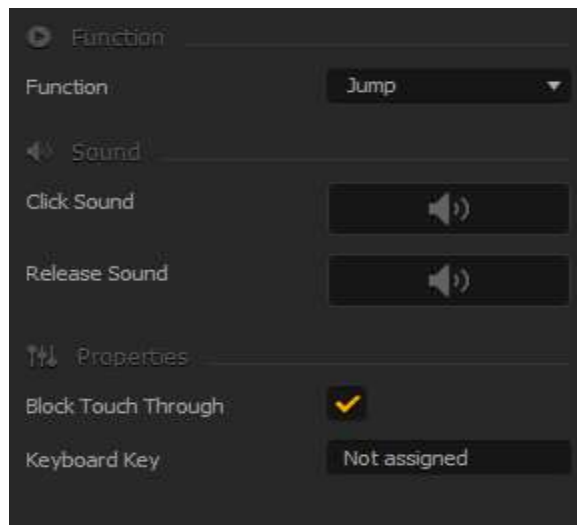 Function
Function Jump
Sound
Click Sound
Release Sound
Properties
Block Touch Through
Keyboard Key Not assigned